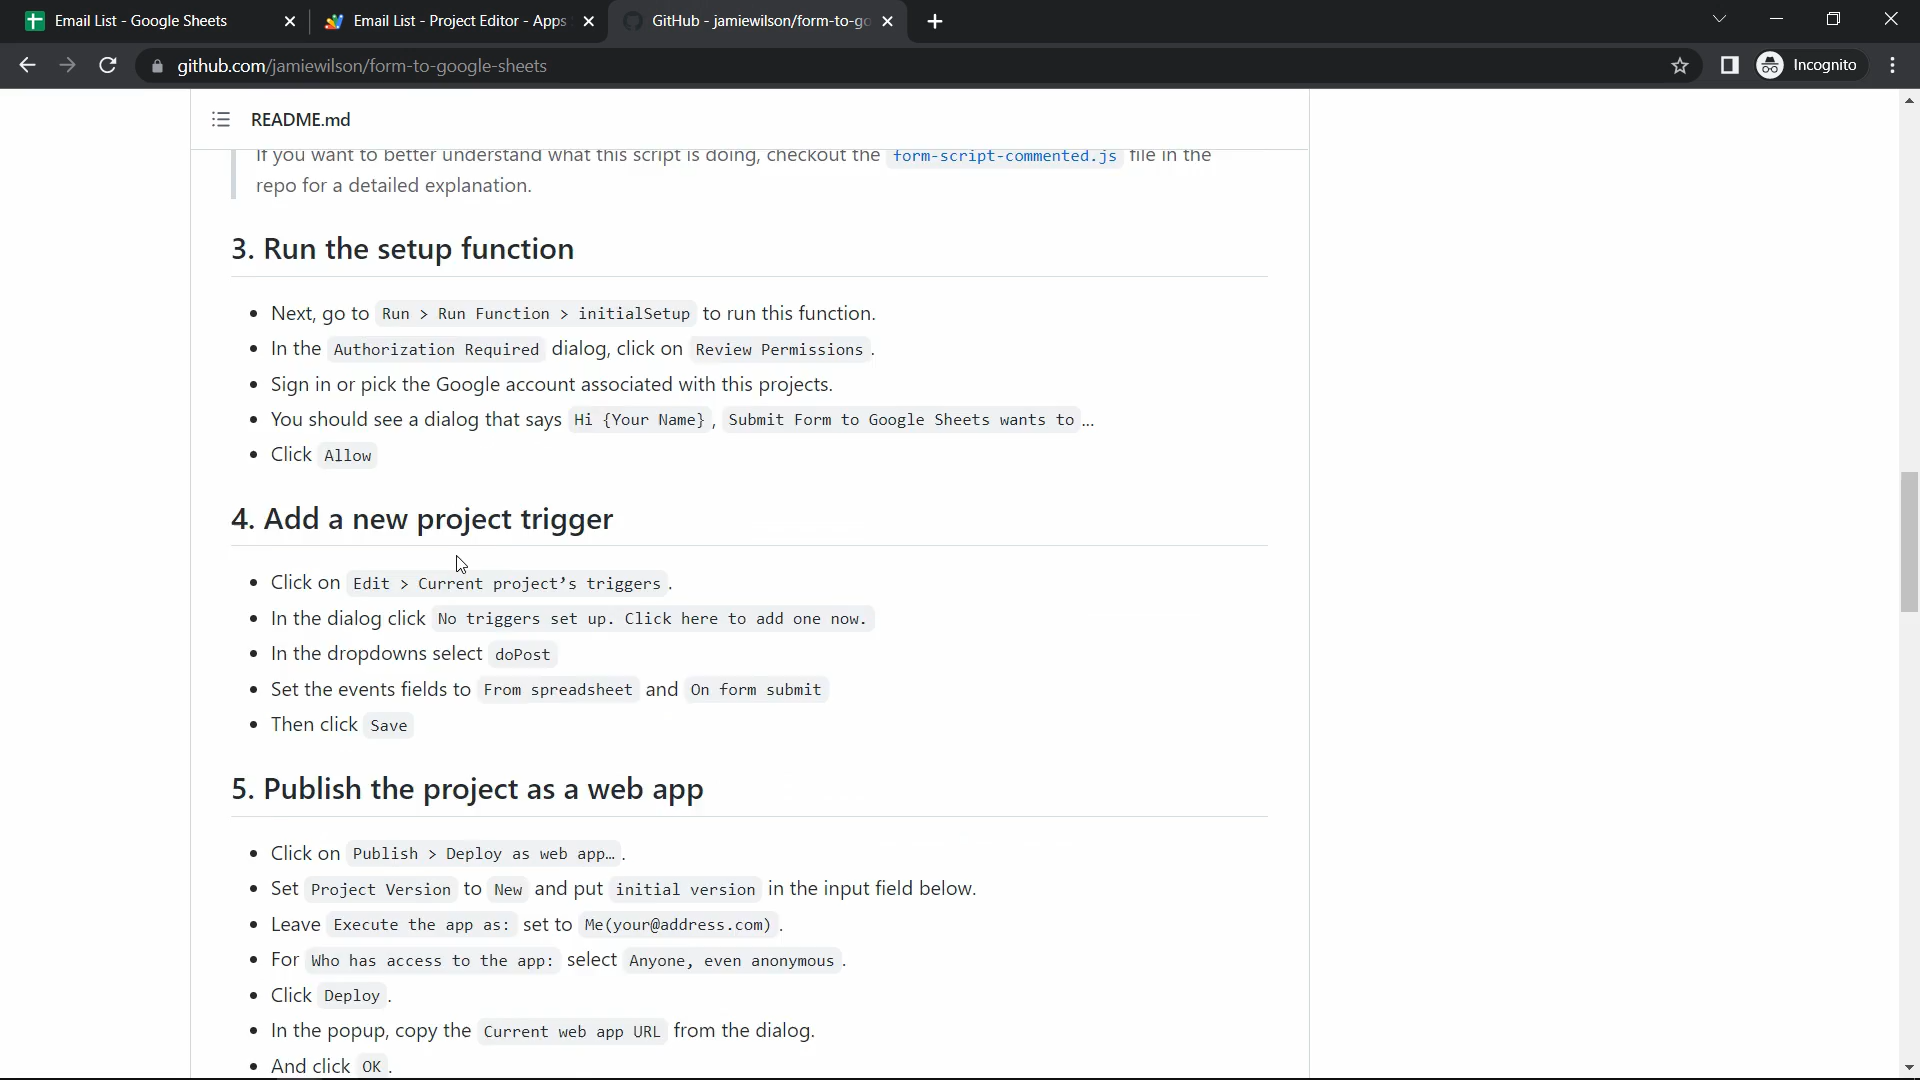 Email List - Google Sheets
Email List - Project Editor - Apps
GitHub - jamiewilson/form-to-go
github.com/jamiewilson/form-to-google-sheets
Incognito
README.md
If you want to better understand what this script is doing, checkout the form-script-commented.js file in the
repo for a detailed explanation.
3. Run the setup function
• Next, go to Run > Run Function > initialSetup to run this function.
• In the Authorization Required dialog, click on Review Permissions .
• Sign in or pick the Google account associated with this projects.
• You should see a dialog that says Hi {Your Name} , Submit Form to Google Sheets wants to ...
• Click Allow
4. Add a new project trigger
• Click on Edit > Current project’s triggers .
• In the dialog click No triggers set up. Click here to add one now.
• In the dropdowns select doPost
• Set the events fields to From spreadsheet and On form submit
• Then click Save
5. Publish the project as a web app
• Click on Publish > Deploy as web app… .
• Set Project Version to New and put initial version in the input field below.
• Leave Execute the app as: set to Me(your@address.com) .
• For Who has access to the app: select Anyone, even anonymous .
• Click Deploy .
• In the popup, copy the Current web app URL from the dialog.
• And click OK .